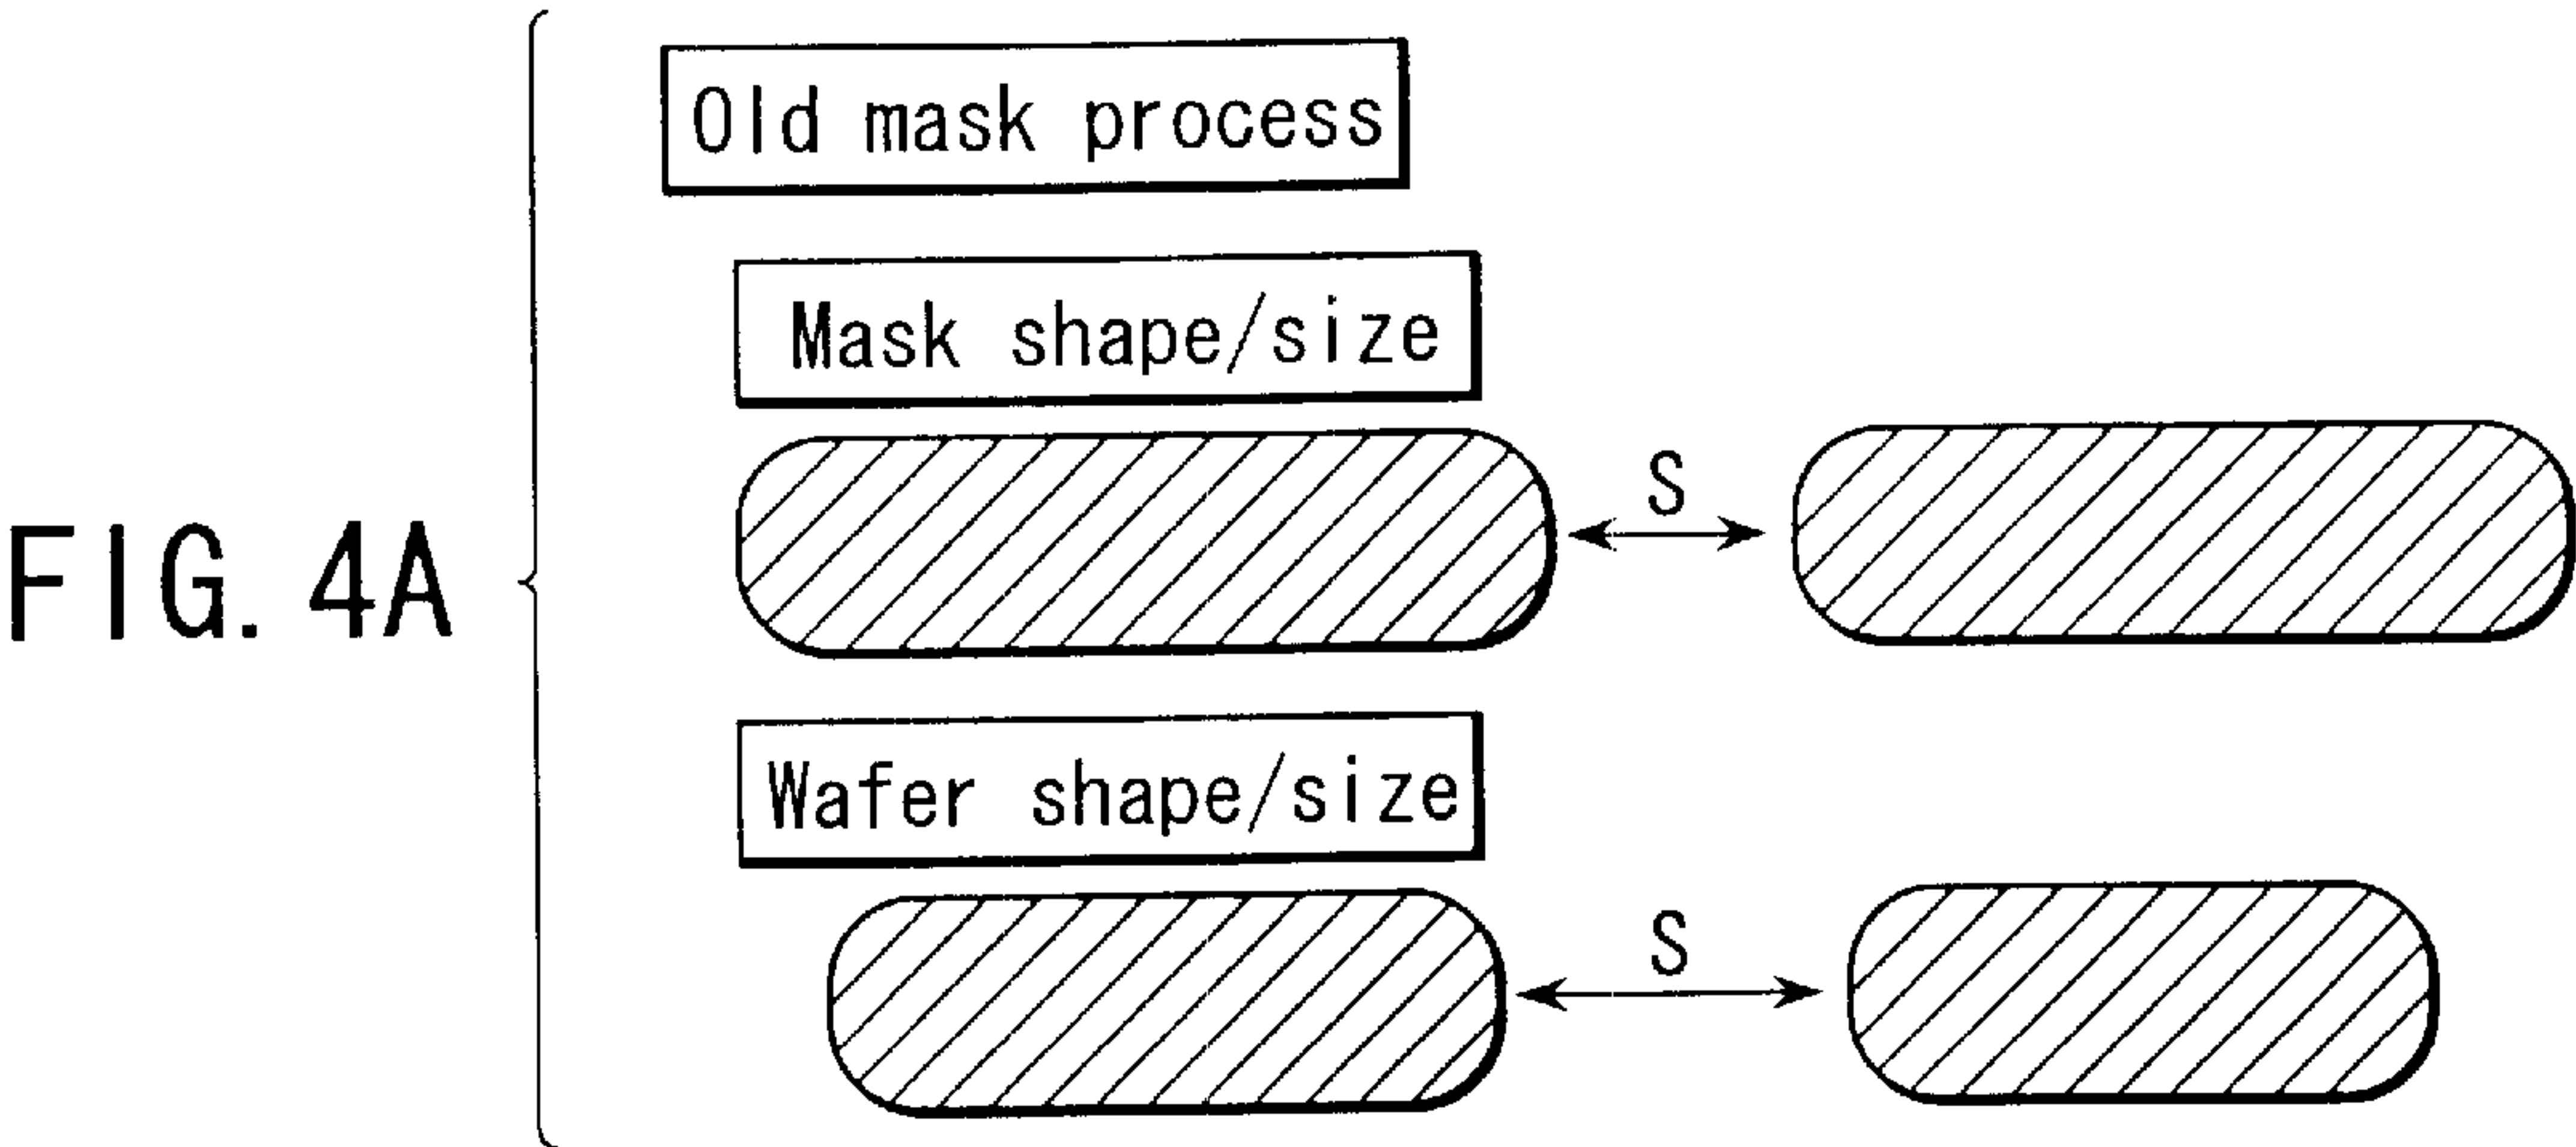 FIG. 4A
Old mask process
Mask shape/size
S
Wafer shape/size
S